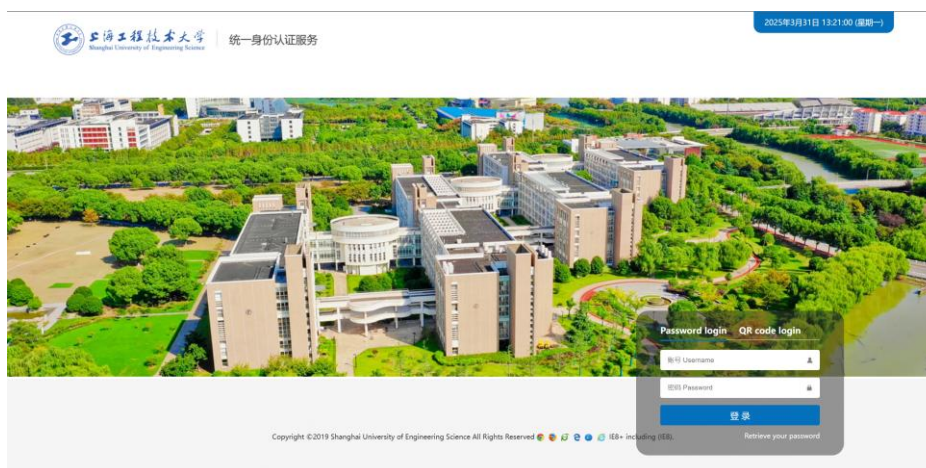 2025年3月31日 13:21:00 (星期一)
上海工程技术大学
Shanghai University of Engineering Science
统一身份认证服务
Password login QR code login
账号 Username
密码 Password
登 录
Retrieve your password
Copyright ©2019 Shanghai University of Engineering Science All Rights Reserved IE8+ including (IE8).